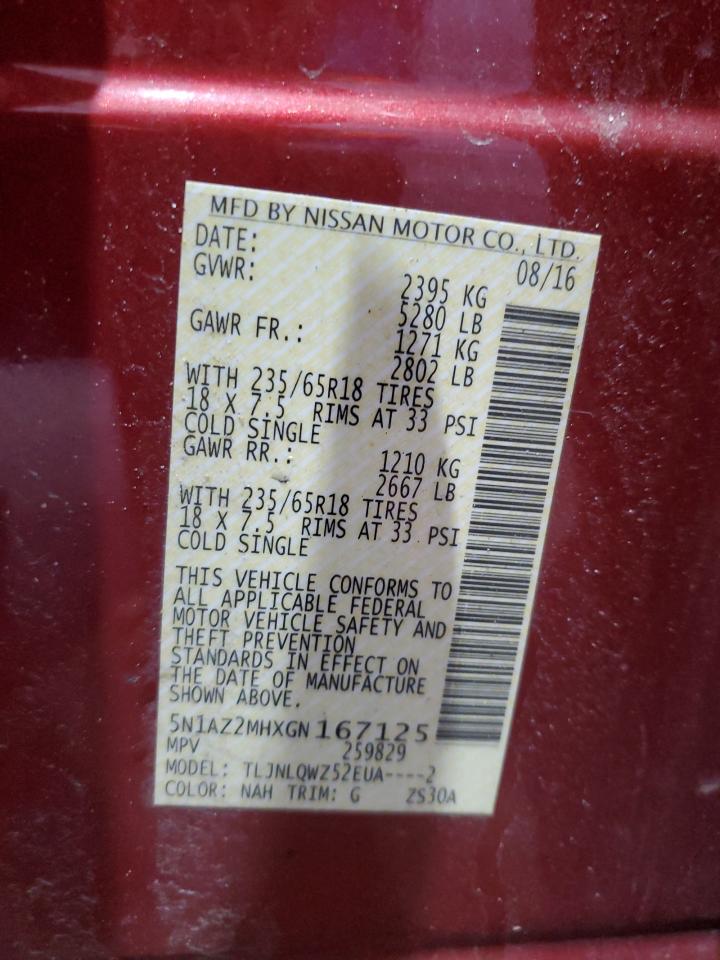 MFD BY NISSAN MOTOR CO., LTD.
DATE: 08/16
GVWR: 2395 KG
5280 LB
GAWR FR.: 1271 KG
2802 LB
WITH 235/65R18 TIRES
18 X 7.5 RIMS AT 33 PSI
COLD SINGLE
GAWR RR.: 1210 KG
2667 LB
WITH 235/65R18 TIRES
18 X 7.5 RIMS AT 33 PSI
COLD SINGLE
THIS VEHICLE CONFORMS TO
ALL APPLICABLE FEDERAL
MOTOR VEHICLE SAFETY AND
THEFT PREVENTION
STANDARDS IN EFFECT ON
THE DATE OF MANUFACTURE
SHOWN ABOVE.
5N1AZ2MHXGN167125
MPV 259829
MODEL: TLJNLQWZ52EUA----2
COLOR: NAH TRIM: G ZS30A